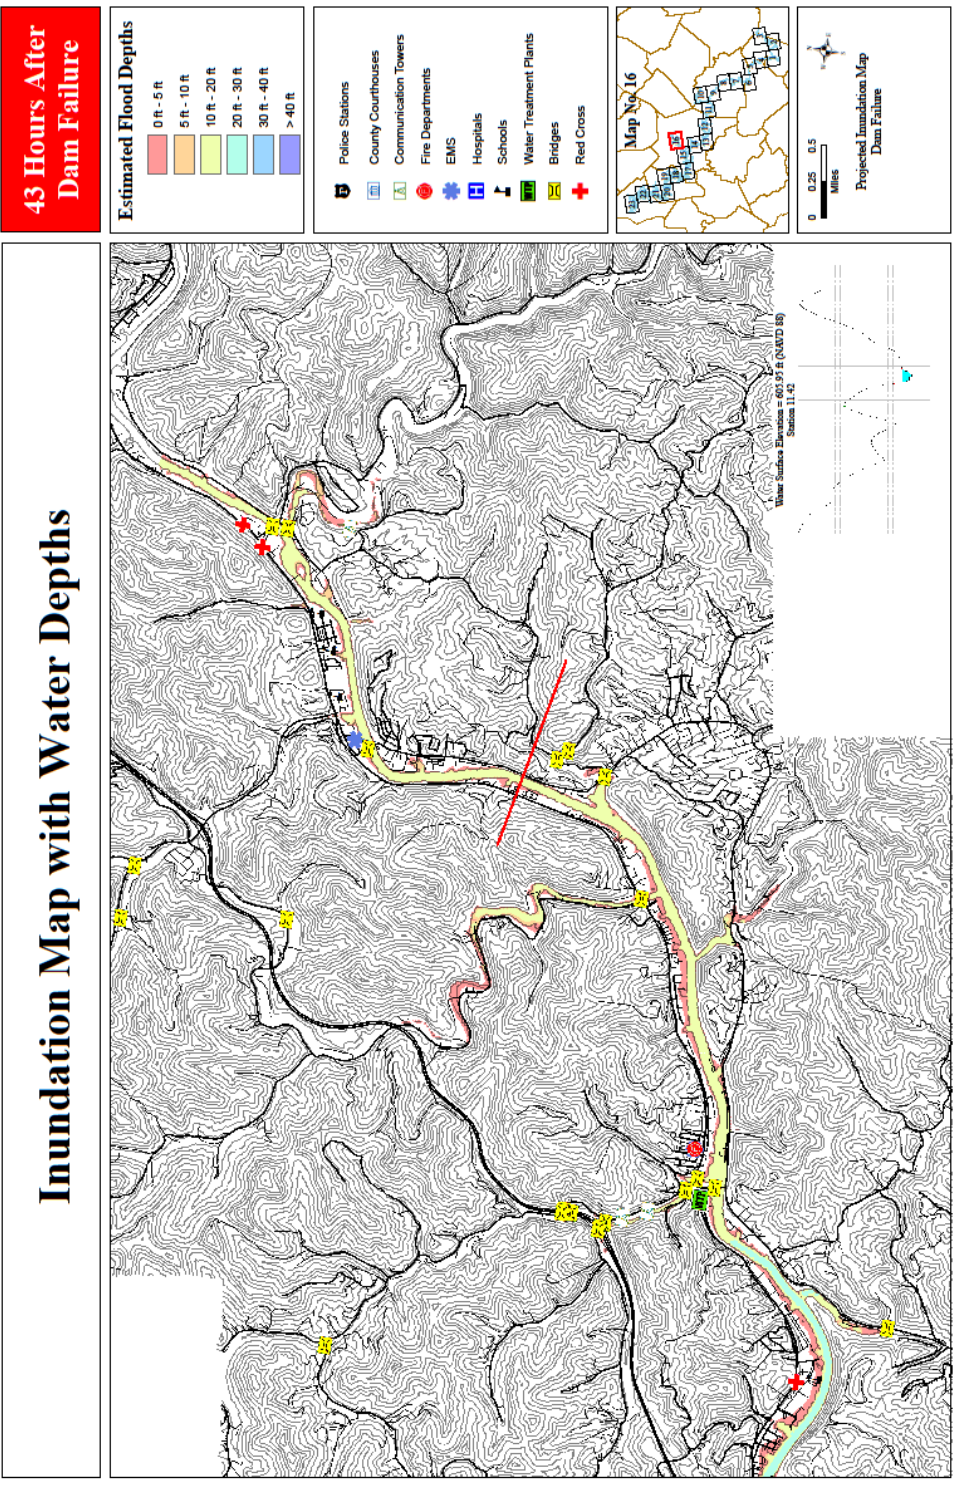 Inundation Map with Water Depths
43 Hours After
Dam Failure
Estimated Flood Depths
0 ft - 5 ft
5 ft - 10 ft
10 ft - 20 ft
20 ft - 30 ft
30 ft - 40 ft
> 40 ft
Police Stations
County Courthouses
Communication Towers
Fire Departments
EMS
H Hospitals
Schools
WTP Water Treatment Plants
Bridges
Red Cross
Map No. 16
16
0 0.25 0.5
Miles
Projected Inundation Map
Dam Failure
Water Surface Elevation = 605.95 ft (NAVD 88)
Station 11.42
WTP